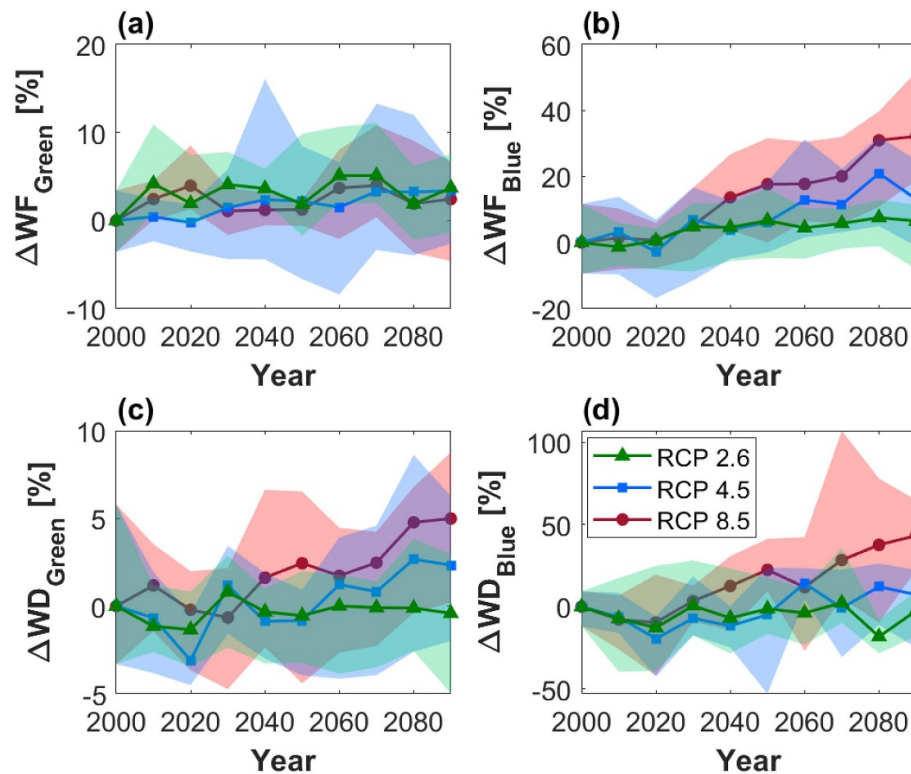 (a)
20
10
0
-10
ΔWF_Green [%]
2000 2020 2040 2060 2080
Year
(b)
60
40
20
0
-20
ΔWF_Blue [%]
2000 2020 2040 2060 2080
Year
(c)
10
5
0
-5
ΔWD_Green [%]
2000 2020 2040 2060 2080
Year
(d)
100
50
0
-50
ΔWD_Blue [%]
RCP 2.6
RCP 4.5
RCP 8.5
2000 2020 2040 2060 2080
Year